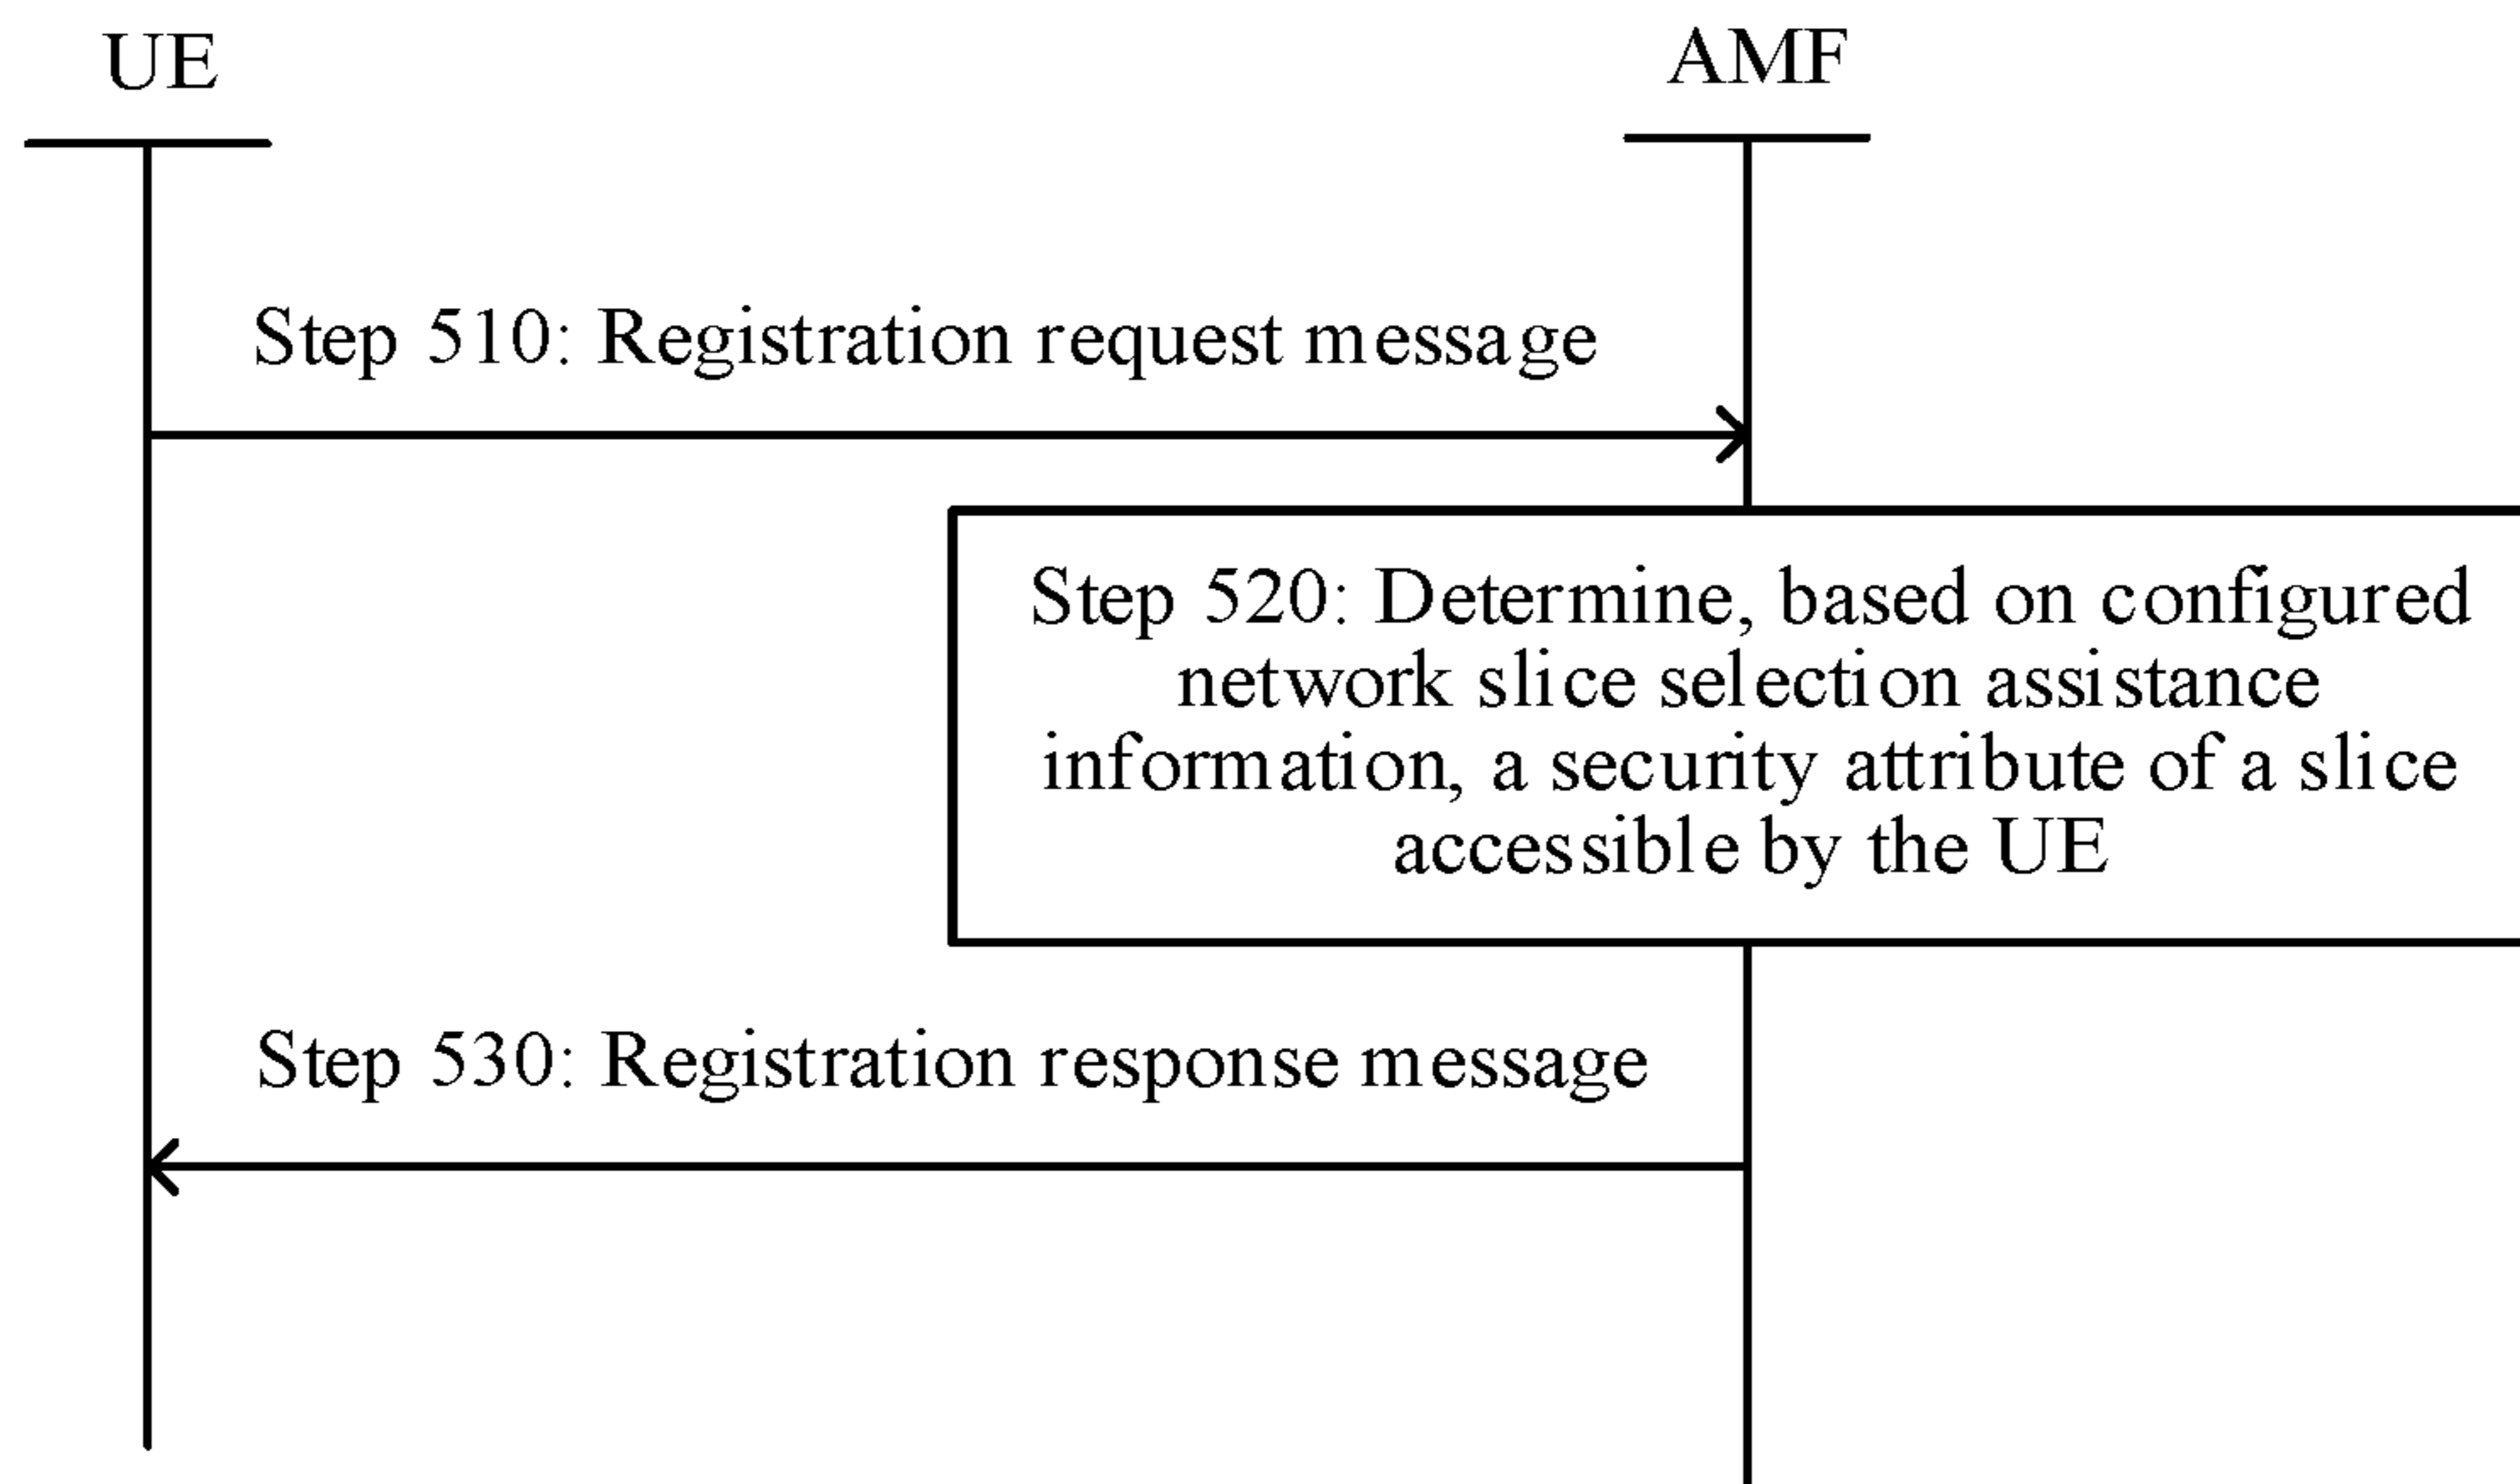 UE
AMF
Step 510: Registration request message
Step 520: Determine, based on configured
network slice selection assistance
information, a security attribute of a slice
accessible by the UE
Step 530: Registration response message